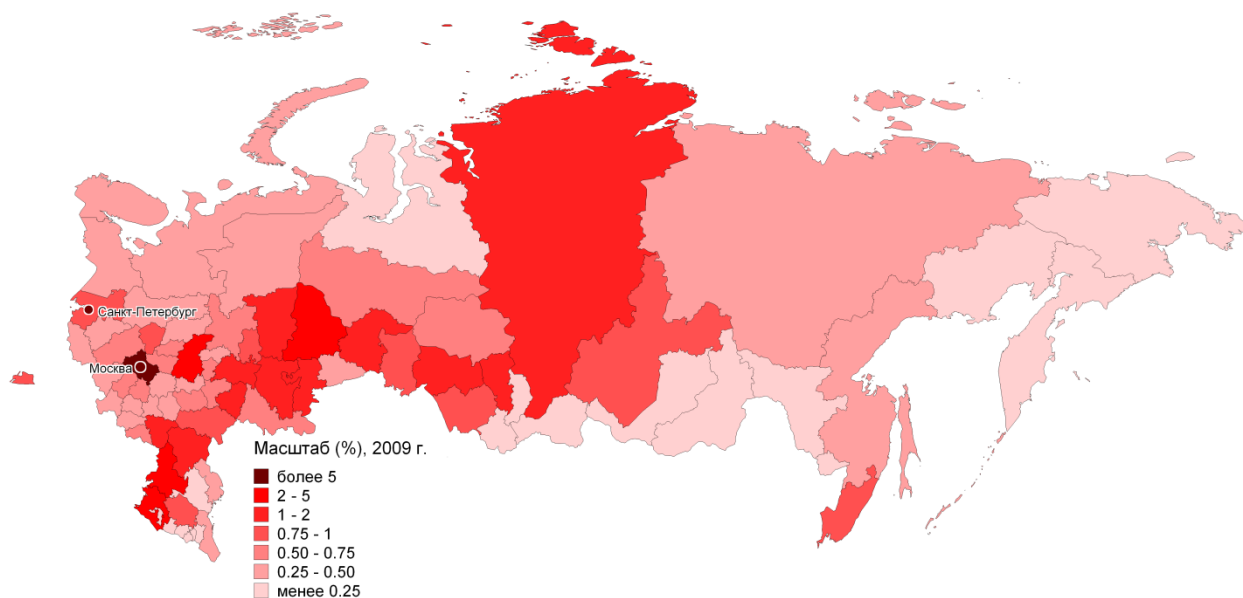 Санкт-Петербург
Москва
Масштаб (%), 2009 г.
более 5
2 - 5
1 - 2
0.75 - 1
0.50 - 0.75
0.25 - 0.50
менее 0.25